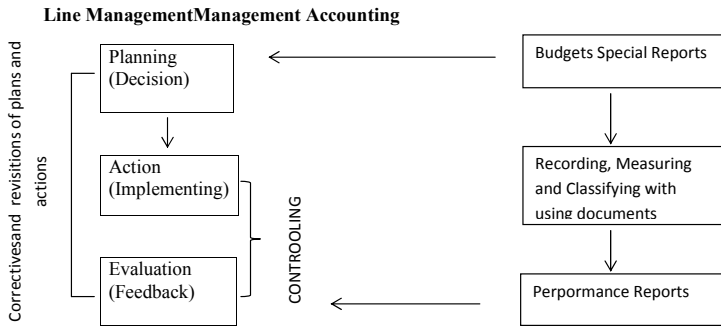 Line ManagementManagement Accounting
Correctivesand revisitions of plans and
actions
Planning
(Decision)
Action
(Implementing)
Evaluation
(Feedback)
CONTROOLING
Budgets Special Reports
Recording, Measuring
and Classifying with
using documents
Perpormance Reports